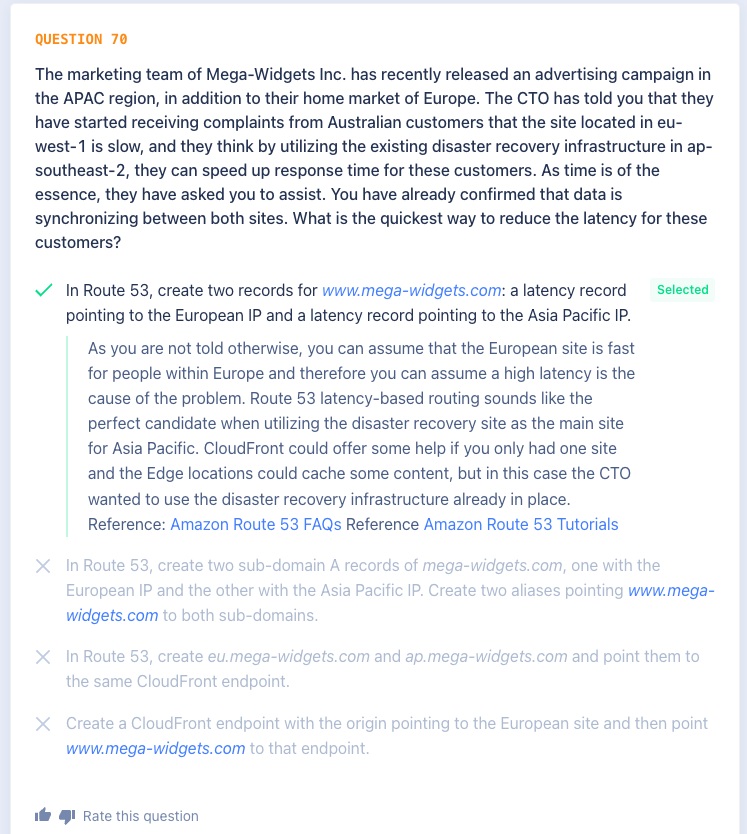 QUESTION 70
The marketing team of Mega-Widgets Inc. has recently released an advertising campaign in
the APAC region, in addition to their home market of Europe. The CTO has told you that they
have started receiving complaints from Australian customers that the site located in eu-
west-1 is slow, and they think by utilizing the existing disaster recovery infrastructure in ap-
southeast-2, they can speed up response time for these customers. As time is of the
essence, they have asked you to assist. You have already confirmed that data is
synchronizing between both sites. What is the quickest way to reduce the latency for these
customers?
In Route 53, create two records for www.mega-widgets.com: a latency record
Selected
pointing to the European IP and a latency record pointing to the Asia Pacific IP.
As you are not told otherwise, you can assume that the European site is fast
for people within Europe and therefore you can assume a high latency is the
cause of the problem. Route 53 latency-based routing sounds like the
perfect candidate when utilizing the disaster recovery site as the main site
for Asia Pacific. CloudFront could offer some help if you only had one site
and the Edge locations could cache some content, but in this case the CTO
wanted to use the disaster recovery infrastructure already in place.
Reference: Amazon Route 53 FAQs Reference Amazon Route 53 Tutorials
In Route 53, create two sub-domain A records of mega-widgets.com, one with the
European IP and the other with the Asia Pacific IP. Create two aliases pointing www.mega-
widgets.com to both sub-domains.
In Route 53, create eu.mega-widgets.com and ap.mega-widgets.com and point them to
the same CloudFront endpoint.
Create a CloudFront endpoint with the origin pointing to the European site and then point
www.mega-widgets.com to that endpoint.
Rate this question